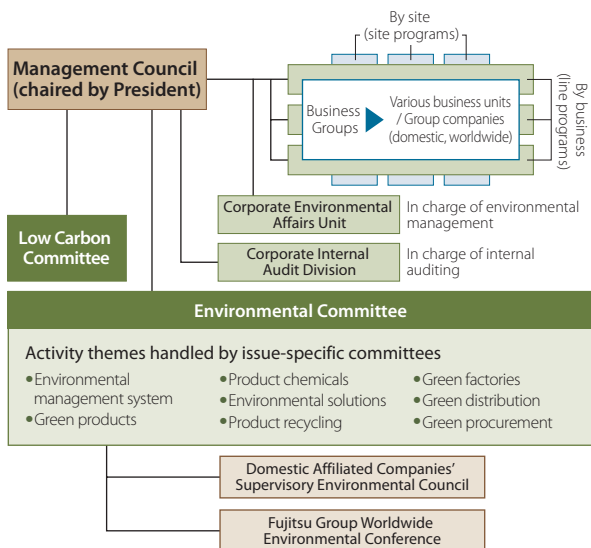 By site
(site programs)
Management Council
(chaired by President)
Business
Groups
Various business units
/ Group companies
(domestic, worldwide)
By business
(line programs)
Corporate Environmental
Affairs Unit
In charge of environmental
management
Low Carbon
Committee
Corporate Internal
Audit Division
In charge of internal
auditing
Environmental Committee
Activity themes handled by issue-specific committees
•Environmental
management system
•Green products
•Product chemicals
•Environmental solutions
•Product recycling
•Green factories
•Green distribution
•Green procurement
Domestic Affiliated Companies’
Supervisory Environmental Council
Fujitsu Group Worldwide
Environmental Conference